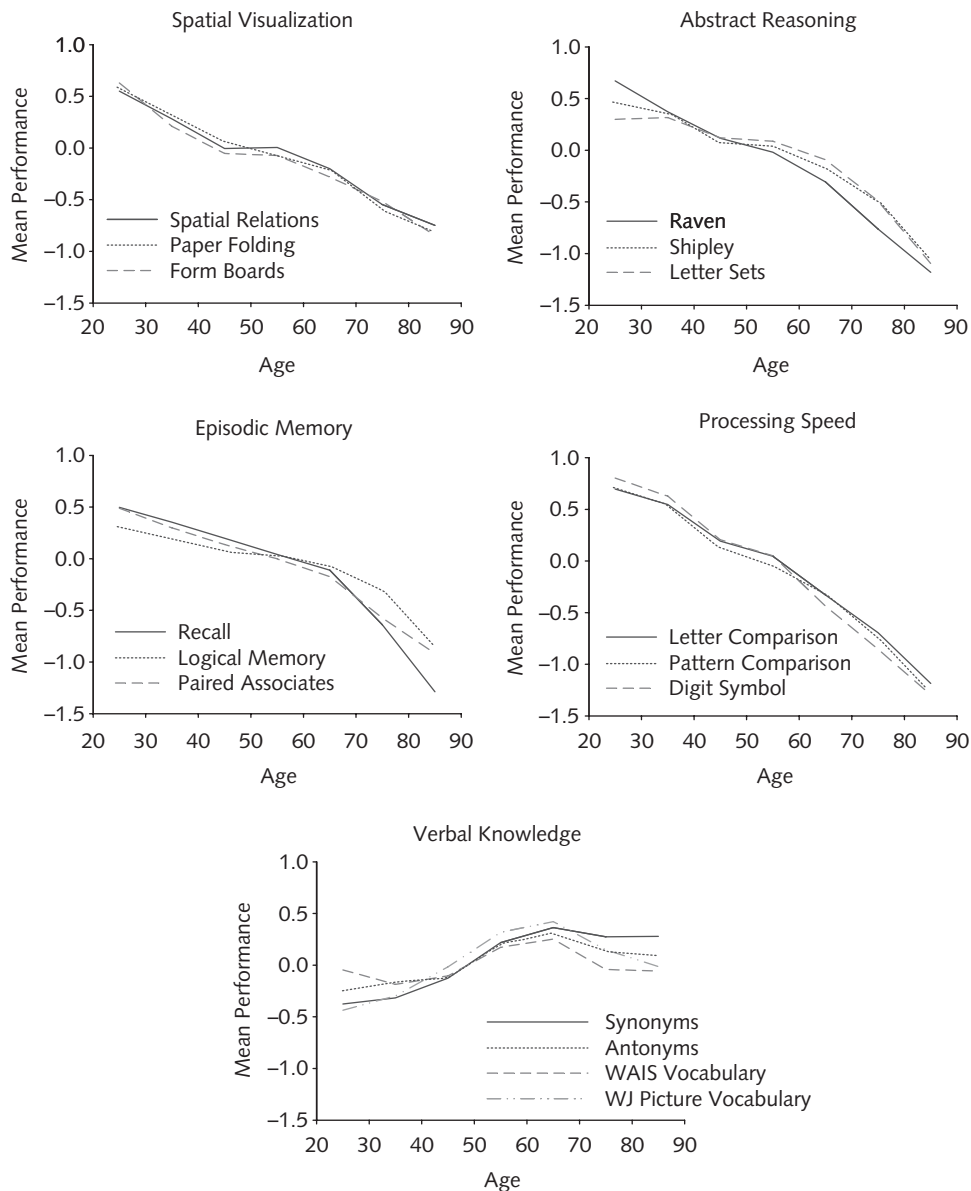 Spatial Visualization
1.0
0.5
0.0
−0.5
−1.0
−1.5
Mean Performance
Spatial Relations
Paper Folding
Form Boards
20 30 40 50 60 70 80 90
Age
Abstract Reasoning
1.0
0.5
0.0
−0.5
−1.0
−1.5
Mean Performance
Raven
Shipley
Letter Sets
20 30 40 50 60 70 80 90
Age
Episodic Memory
1.0
0.5
0.0
−0.5
−1.0
−1.5
Mean Performance
Recall
Logical Memory
Paired Associates
20 30 40 50 60 70 80 90
Age
Processing Speed
1.0
0.5
0.0
−0.5
−1.0
−1.5
Mean Performance
Letter Comparison
Pattern Comparison
Digit Symbol
20 30 40 50 60 70 80 90
Age
Verbal Knowledge
1.0
0.5
0.0
−0.5
−1.0
−1.5
Mean Performance
Synonyms
Antonyms
WAIS Vocabulary
WJ Picture Vocabulary
20 30 40 50 60 70 80 90
Age